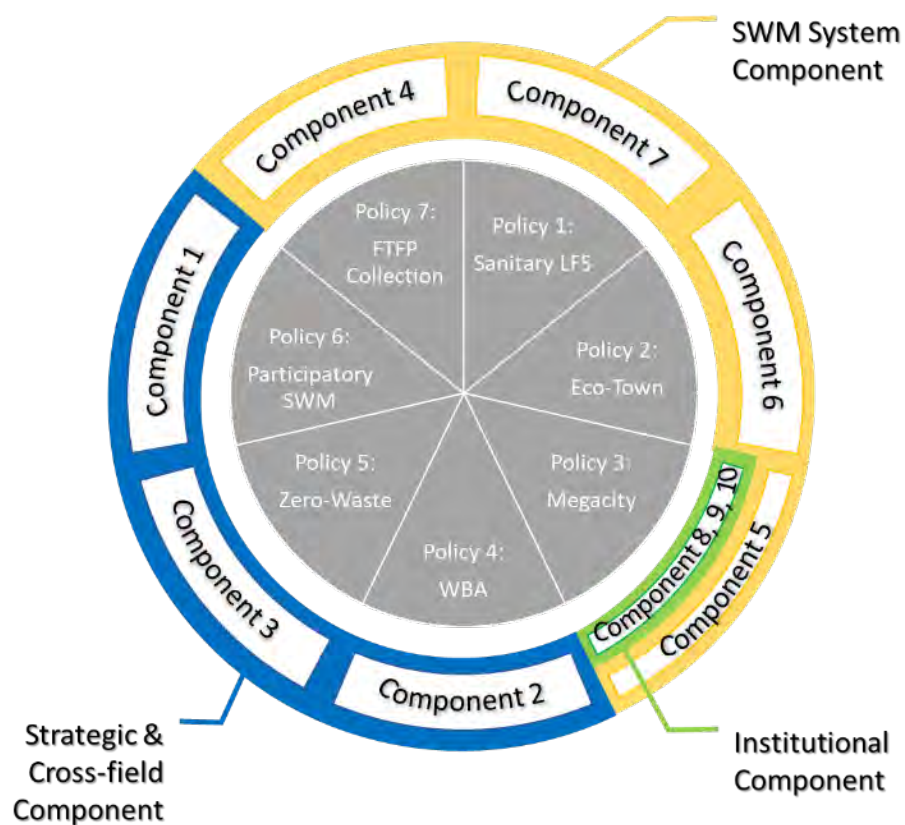 SWM System
Component
Component 4
Component 7
Component 6
Component 5
Component 8, 9, 10
Component 2
Component 3
Component 1
Policy 1:
Sanitary LFS
Policy 2:
Eco-Town
Policy 3:
Megacity
Policy 4:
WBA
Policy 5:
Zero-Waste
Policy 6:
Participatory
SWM
Policy 7:
FTFP
Collection
Strategic &
Cross-field
Component
Institutional
Component